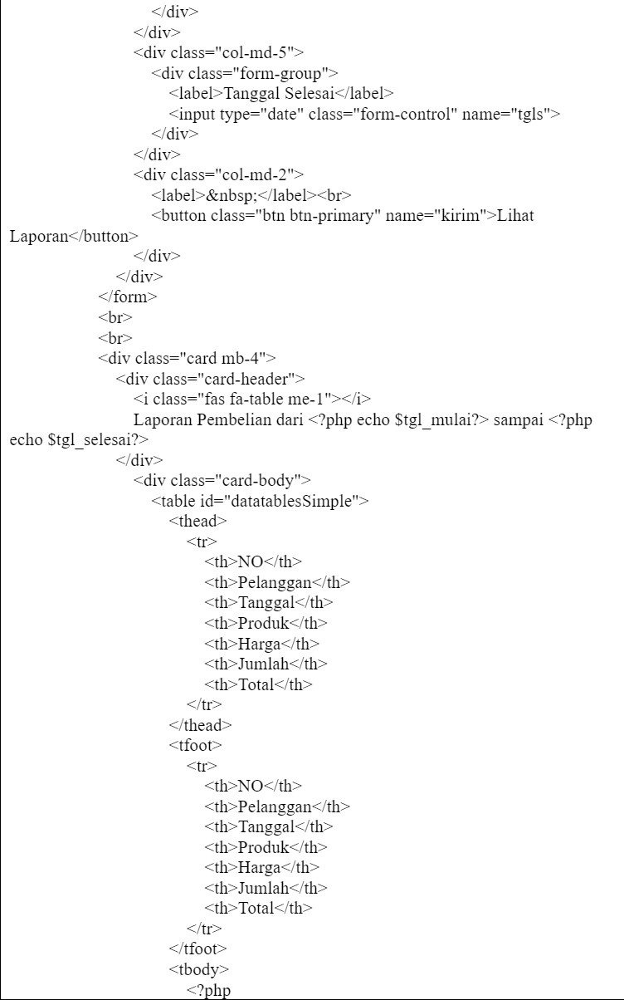 </div>
</div>
<div class="col-md-5">
<div class="form-group">
<label>Tanggal Selesai</label>
<input type="date" class="form-control" name="tgls">
</div>
</div>
<div class="col-md-2">
<label>&nbsp;</label><br>
<button class="btn btn-primary" name="kirim">Lihat
Laporan</button>
</div>
</div>
</form>
<br>
<br>
<div class="card mb-4">
<div class="card-header">
<i class="fas fa-table me-1"></i>
Laporan Pembelian dari <?php echo $tgl_mulai?> sampai <?php
echo $tgl_selesai?>
</div>
<div class="card-body">
<table id="datatablesSimple">
<thead>
<tr>
<th>NO</th>
<th>Pelanggan</th>
<th>Tanggal</th>
<th>Produk</th>
<th>Harga</th>
<th>Jumlah</th>
<th>Total</th>
</tr>
</thead>
<tfoot>
<tr>
<th>NO</th>
<th>Pelanggan</th>
<th>Tanggal</th>
<th>Produk</th>
<th>Harga</th>
<th>Jumlah</th>
<th>Total</th>
</tr>
</tfoot>
<tbody>
<?php